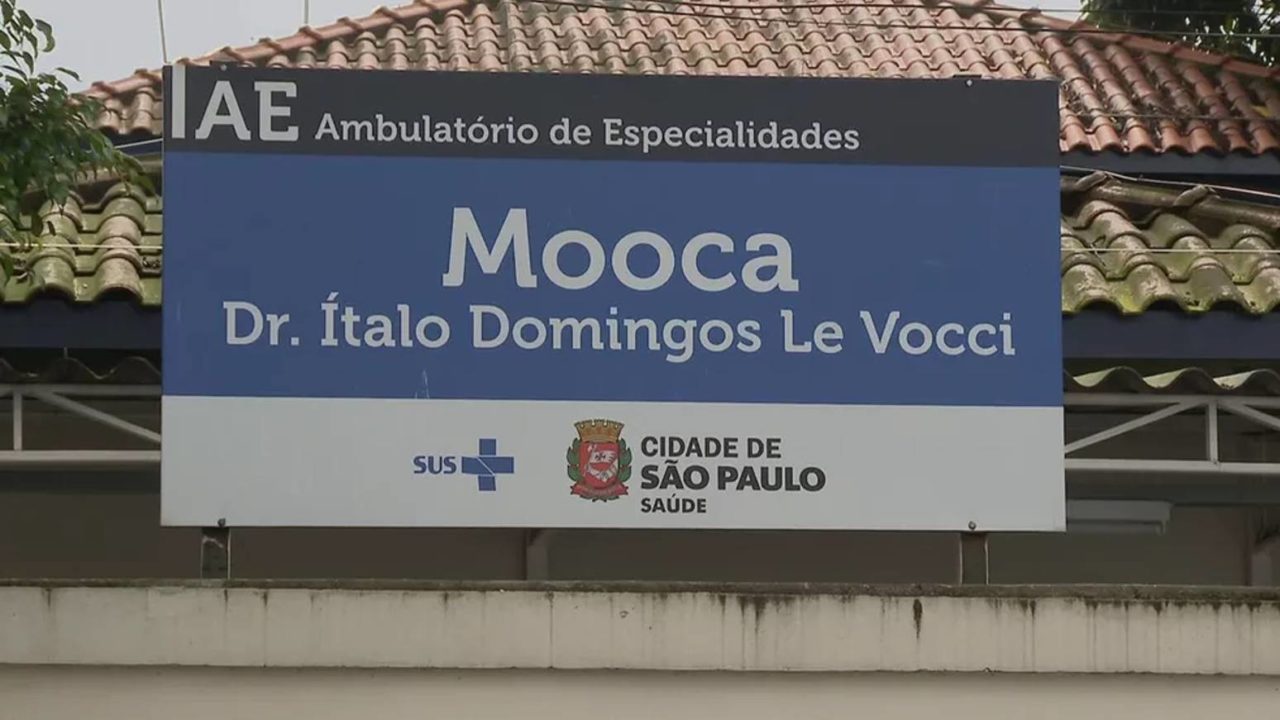 AE Ambulatório de Especialidades
Mooca
Dr. Ítalo Domingos Le Vocci
SUS
CIDADE DE
SÃO PAULO
SAÚDE